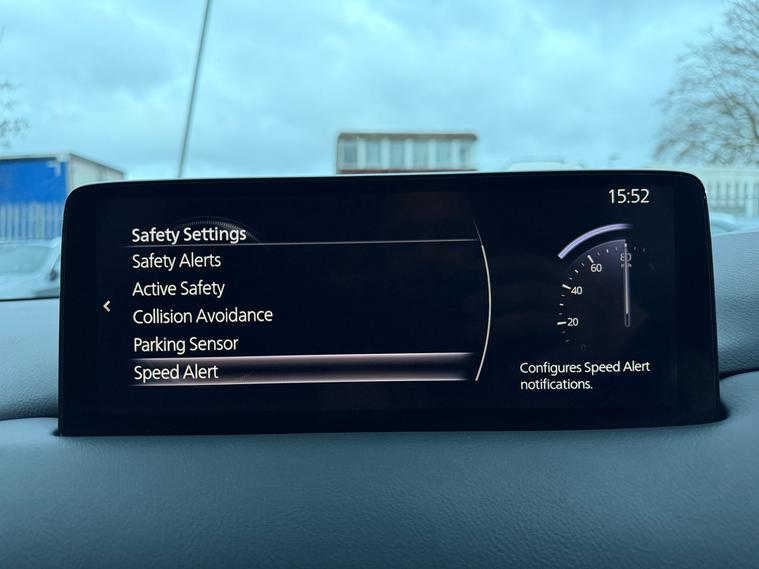 15:52
Safety Settings
Safety Alerts
Active Safety
Collision Avoidance
Parking Sensor
Speed Alert
80
60
40
20
0
Configures Speed Alert
notifications.